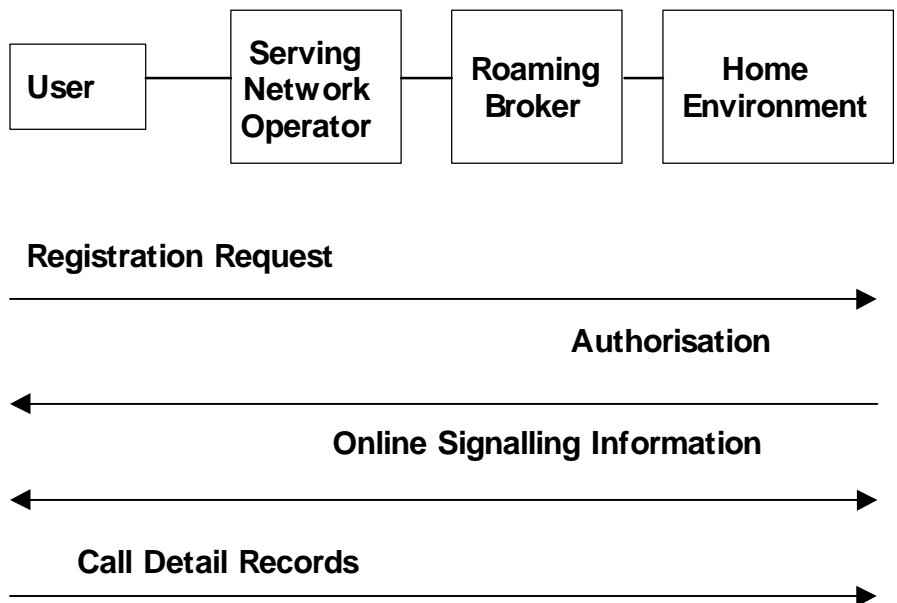 User
Serving
Network
Operator
Roaming
Broker
Home
Environment
Registration Request
Authorisation
Online Signalling Information
Call Detail Records